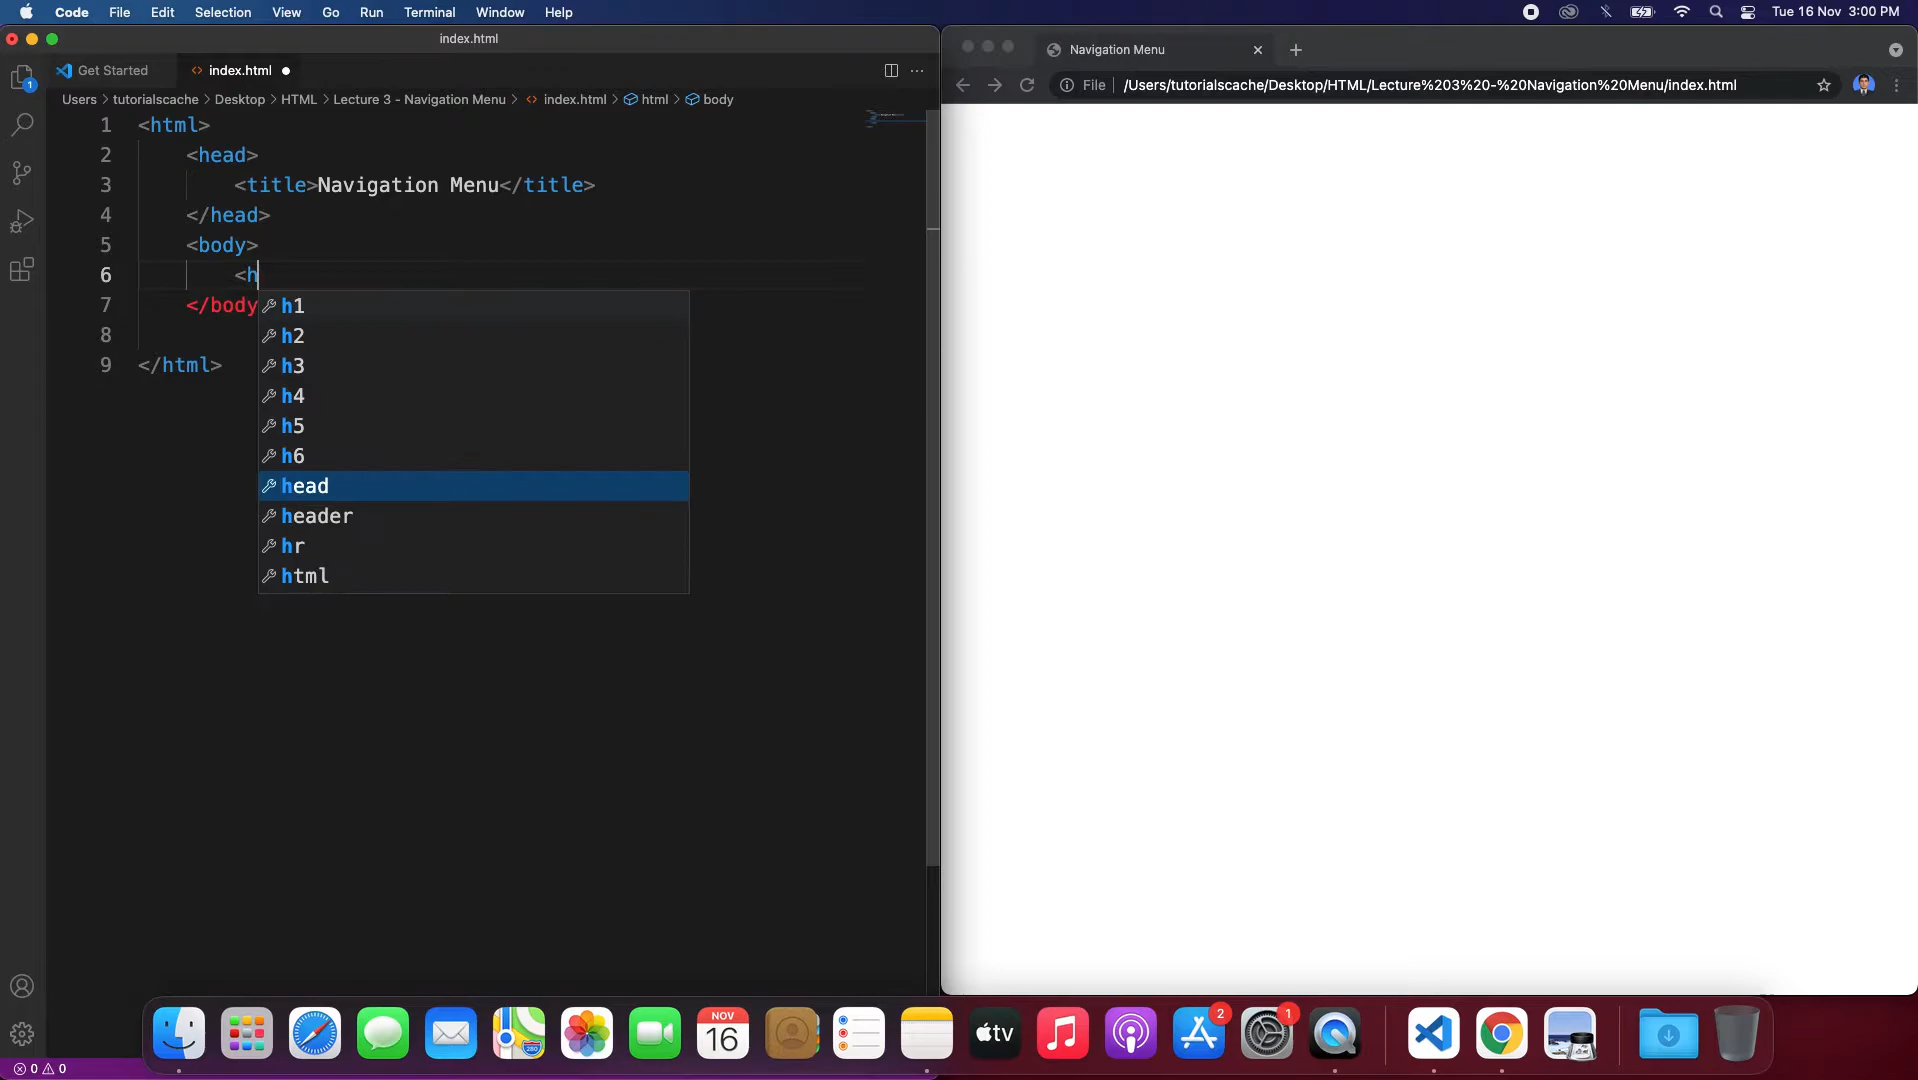 Code File Edit Selection View Go Run Terminal Window Help Tue 16 Nov 3:00 PM
index.html
Get Started index.html
Users > tutorialscache > Desktop > HTML > Lecture 3 - Navigation Menu > index.html > html > body
1 <html>
2 <head>
3 <title>Navigation Menu</title>
4 </head>
5 <body>
6 <h
7 </body
8
9 </html>
h1
h2
h3
h4
h5
h6
head
header
hr
html
Navigation Menu
File /Users/tutorialscache/Desktop/HTML/Lecture%203%20-%20Navigation%20Menu/index.html
1
NOV
16
280
tv
2
1
0 0